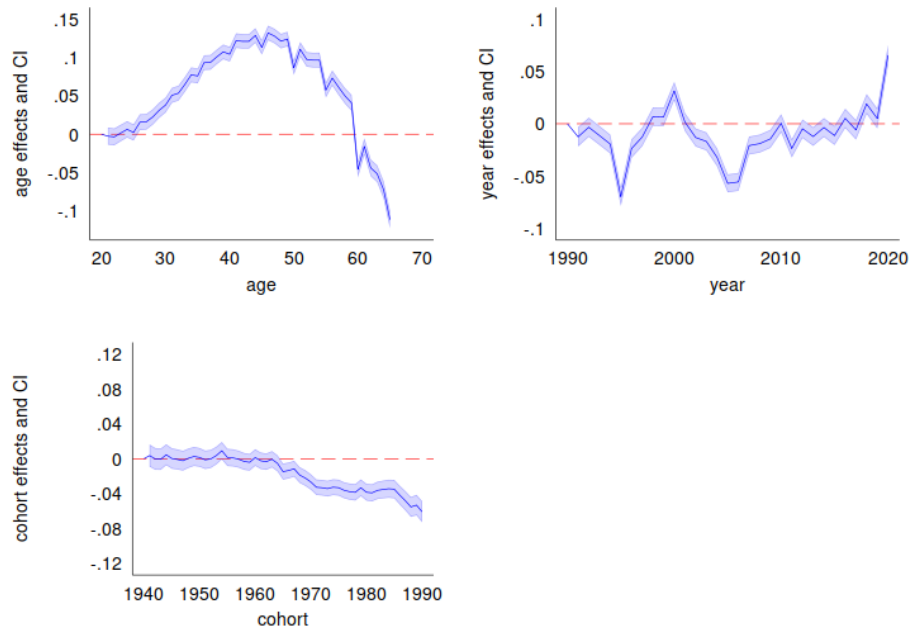 age effects and CI
.15
.1
.05
0
-.05
-.1
20 30 40 50 60 70
age
year effects and CI
.1
.05
0
-.05
-.1
1990 2000 2010 2020
year
cohort effects and CI
.12
.08
.04
0
-.04
-.08
-.12
1940 1950 1960 1970 1980 1990
cohort